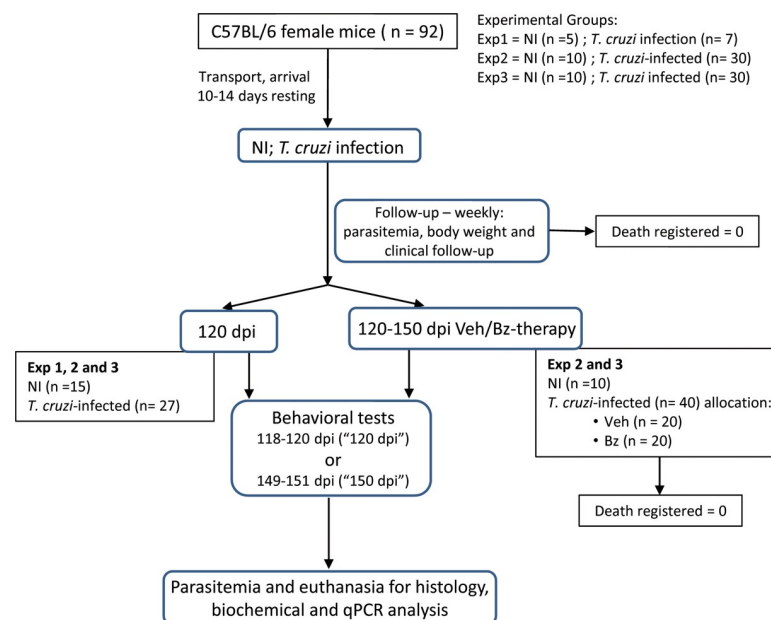 C57BL/6 female mice ( n = 92)
Experimental Groups:
Exp1 = NI (n =5) ; T. cruzi infection (n= 7)
Exp2 = NI (n =10) ; T. cruzi-infected (n= 30)
Exp3 = NI (n =10) ; T. cruzi infected (n= 30)
Transport, arrival
10-14 days resting
NI; T. cruzi infection
Follow-up – weekly:
parasitemia, body weight and
clinical follow-up
Death registered = 0
120 dpi
120-150 dpi Veh/Bz-therapy
Exp 1, 2 and 3
NI (n =15)
T. cruzi-infected (n= 27)
Exp 2 and 3
NI (n =10)
T. cruzi-infected (n= 40) allocation:
• Veh (n = 20)
• Bz (n = 20)
Behavioral tests
118-120 dpi (“120 dpi”)
or
149-151 dpi (“150 dpi”)
Death registered = 0
Parasitemia and euthanasia for histology,
biochemical and qPCR analysis